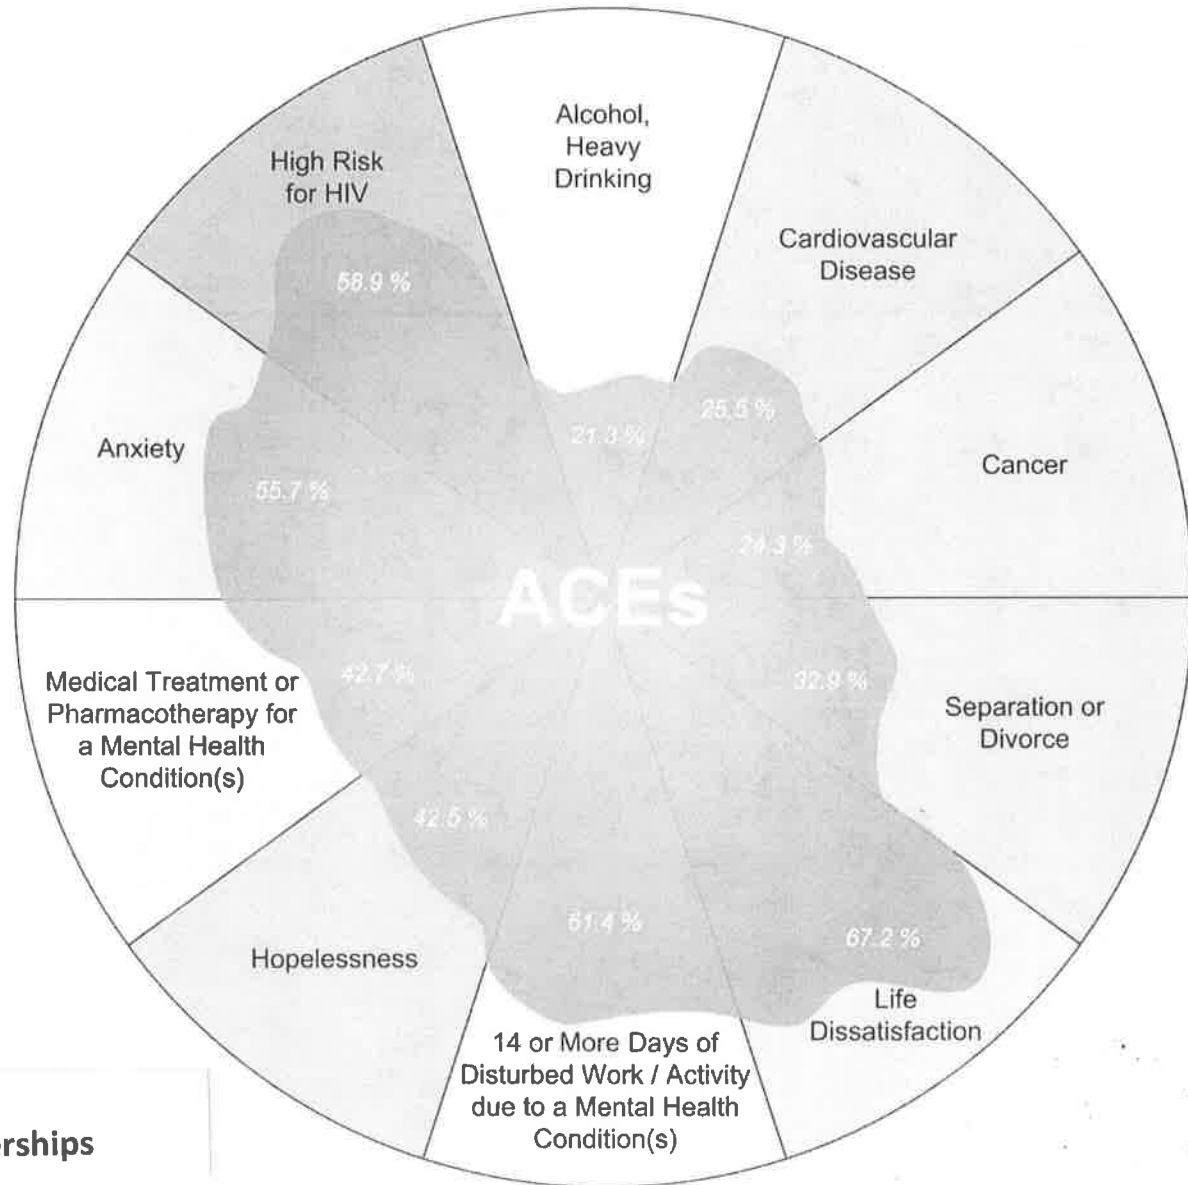 Alcohol,
Heavy
Drinking
21.3 %
Cardiovascular
Disease
25.5 %
Cancer
24.3 %
Separation or
Divorce
32.9 %
Life
Dissatisfaction
67.2 %
14 or More Days of
Disturbed Work / Activity
due to a Mental Health
Condition(s)
61.4 %
Hopelessness
42.5 %
Medical Treatment or
Pharmacotherapy for
a Mental Health
Condition(s)
42.7 %
Anxiety
55.7 %
High Risk
for HIV
58.9 %
ACEs
erships